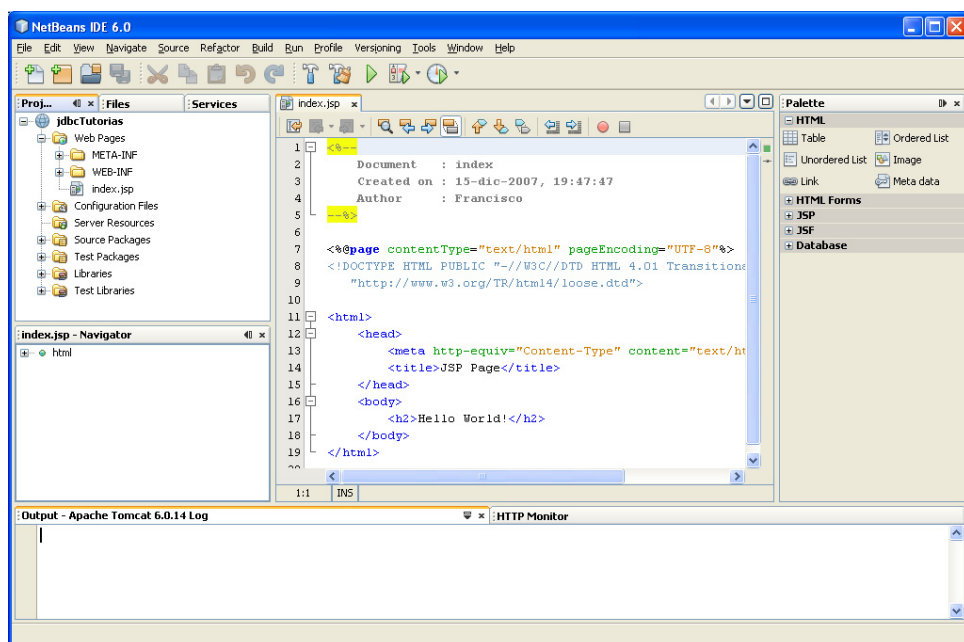 NetBeans IDE 6.0
File Edit View Navigate Source Refactor Build Run Profile Versioning Tools Window Help
Proj... Files Services
jdbcTutorias
Web Pages
META-INF
WEB-INF
index.jsp
Configuration Files
Server Resources
Source Packages
Test Packages
Libraries
Test Libraries
index.jsp - Navigator
html
index.jsp
1 <%--
2 Document : index
3 Created on : 15-dic-2007, 19:47:47
4 Author : Francisco
5 --%>
6
7 <%@page contentType="text/html" pageEncoding="UTF-8"%>
8 <!DOCTYPE HTML PUBLIC "-//W3C//DTD HTML 4.01 Transitiona
9 "http://www.w3.org/TR/html4/loose.dtd">
10
11 <html>
12 <head>
13 <meta http-equiv="Content-Type" content="text/ht
14 <title>JSP Page</title>
15 </head>
16 <body>
17 <h2>Hello World!</h2>
18 </body>
19 </html>
1:1 INS
Palette
HTML
Table Ordered List
Unordered List Image
Link Meta data
HTML Forms
JSP
JSF
Database
Output - Apache Tomcat 6.0.14 Log
HTTP Monitor